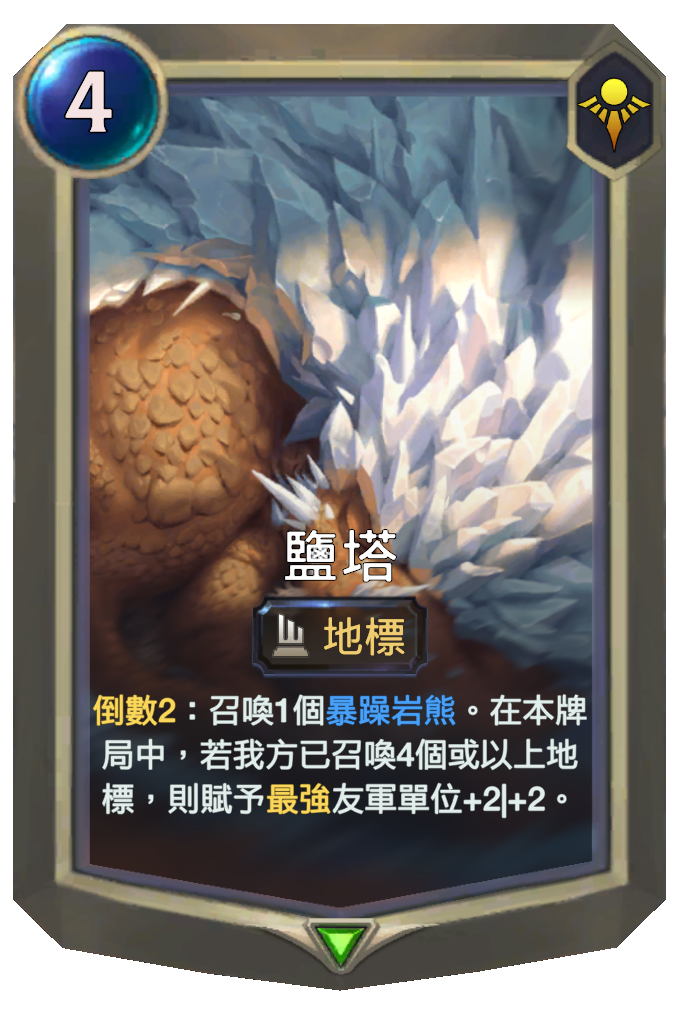 4
鹽塔
地標
倒數2：召喚1個暴躁岩熊。在本牌
局中，若我方已召喚4個或以上地
標，則賦予最強友軍單位+2|+2。